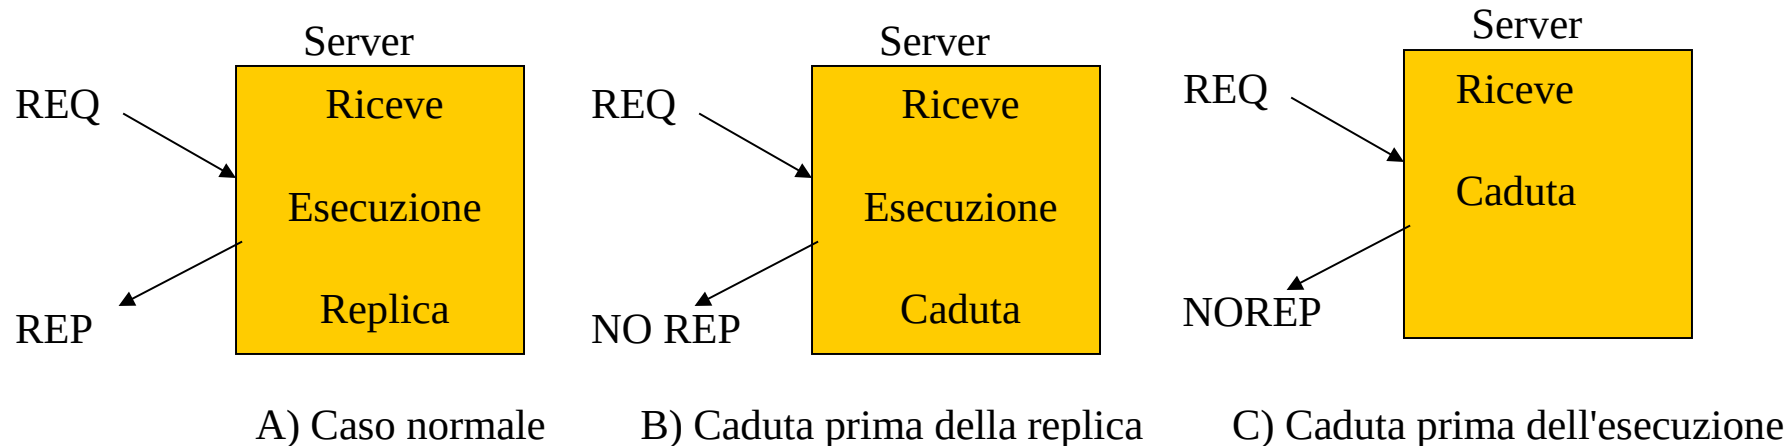 Server
REQ
Riceve
Esecuzione
Replica
REP
A) Caso normale
Server
REQ
Riceve
Esecuzione
Caduta
NO REP
B) Caduta prima della replica
Server
REQ
Riceve
Caduta
NOREP
C) Caduta prima dell'esecuzione